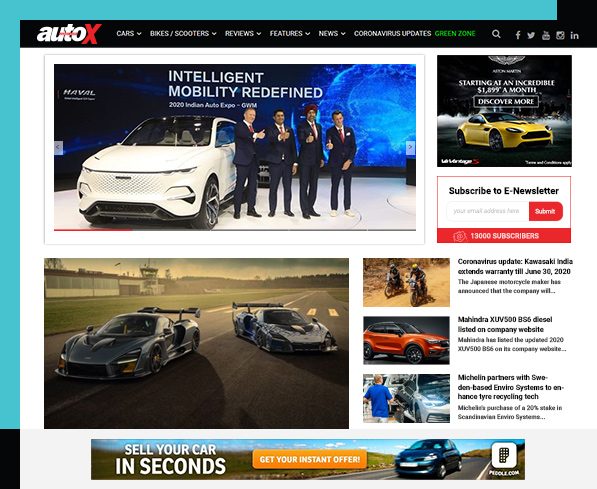 autoX CARS BIKES / SCOOTERS REVIEWS FEATURES NEWS CORONAVIRUS UPDATES GREEN ZONE
INTELLIGENT
MOBILITY REDEFINED
2020 Indian Auto Expo – GWM
HAVAL
ASTON MARTIN
STARTING AT AN INCREDIBLE
$1,899* A MONTH
DISCOVER MORE
Vantage S
*Terms and Conditions apply
Subscribe to E-Newsletter
your email address here Submit
13000 SUBSCRIBERS
Coronavirus update: Kawasaki India
extends warranty till June 30, 2020
The Japanese motorcycle maker has
announced that the company will...
Mahindra XUV500 BS6 diesel
listed on company website
Mahindra has listed the updated 2020
XUV500 BS6 on its company website...
Michelin partners with Swe-
den-based Enviro Systems to en-
hance tyre recycling tech
Michelin's purchase of a 20% stake in
Scandinavian Enviro Systems...
SELL YOUR CAR
IN SECONDS
GET YOUR INSTANT OFFER!
PEDDLE.COM